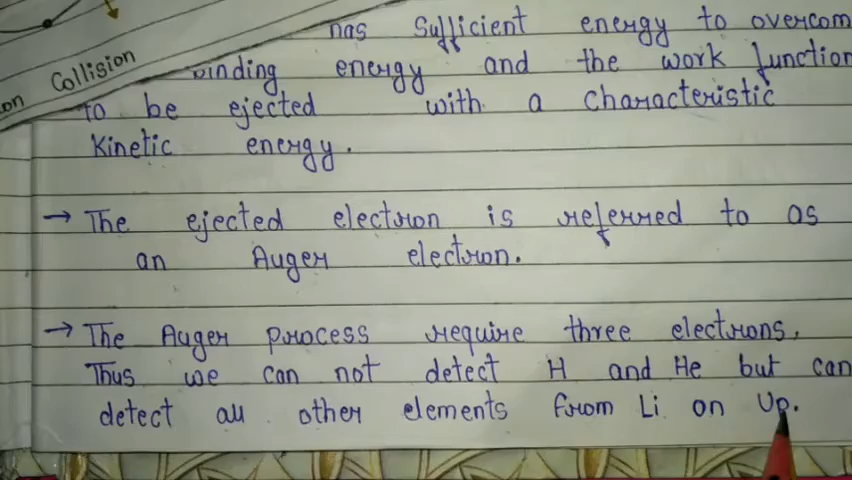 on Collision
has Sufficient energy to overcom
binding energy and the work function
to be ejected with a characteristic
Kinetic energy.
→ The ejected electron is referred to as
an Auger electron.
→ The Auger process require three electrons,
Thus we can not detect H and He but can
detect all other elements from Li on Up.